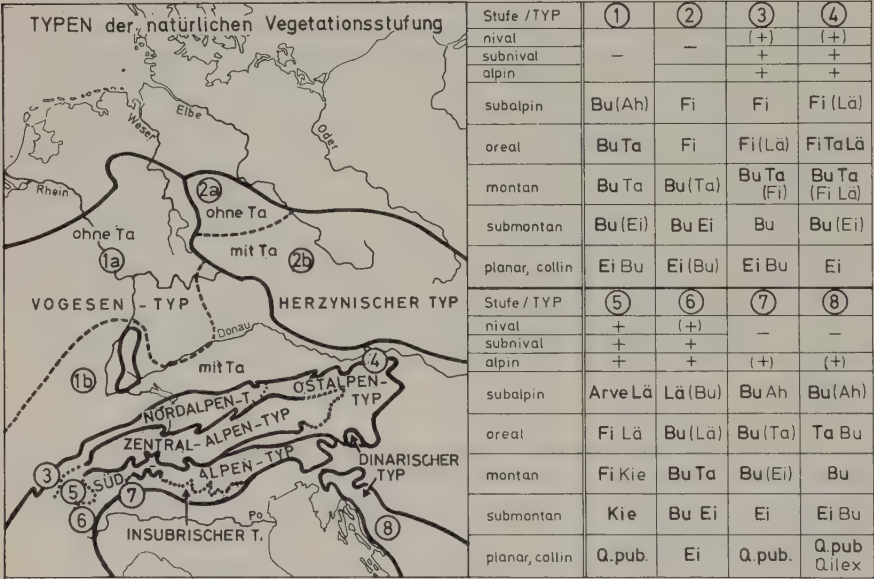 TYPEN der natürlichen Vegetationsstufung
Elbe
Weser
Oder
Rhein
2a
ohne Ta
ohne Ta
mit Ta
2b
1a
VOGESEN - TYP
HERZYNISCHER TYP
Donau
1b
mit Ta
4
OSTALPEN-
TYP
NORDALPEN-T.
ZENTRAL-ALPEN-TYP
3
5
SÜD
ALPEN-TYP
DINARISCHER
TYP
7
6
Po
8
INSUBRISCHER T.
Stufe / TYP 1 2 3 4
nival – – (+) (+)
subnival + +
alpin + +
subalpin Bu(Ah) Fi Fi Fi(Lä)
oreal Bu Ta Fi Fi(Lä) FiTaLä
montan Bu Ta Bu(Ta) Bu Ta (Fi) Bu Ta (Fi Lä)
submontan Bu(Ei) Bu Ei Bu Bu(Ei)
planar, collin Ei Bu Ei(Bu) Ei Bu Ei
Stufe / TYP 5 6 7 8
nival + (+) – –
subnival + +
alpin + + (+) (+)
subalpin Arve Lä Lä(Bu) Bu Ah Bu(Ah)
oreal Fi Lä Bu(Lä) Bu(Ta) Ta Bu
montan Fi Kie Bu Ta Bu(Ei) Bu
submontan Kie Bu Ei Ei Ei Bu
planar, collin Q.pub. Ei Q.pub. Q.pub Q.ilex